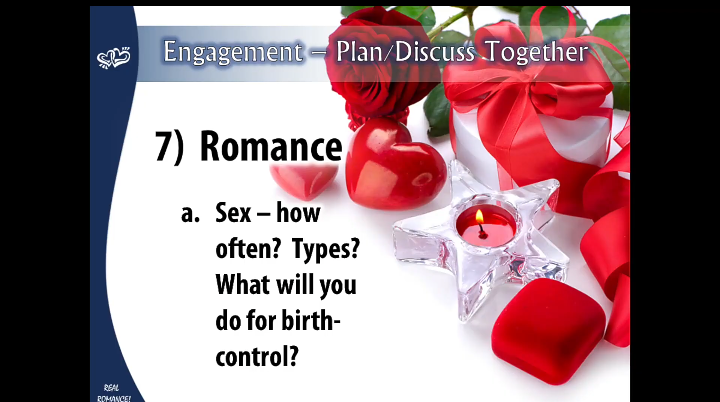 Engagement – Plan/Discuss Together
7) Romance
a. Sex – how
often? Types?
What will you
do for birth-
control?
REAL
ROMANCE!